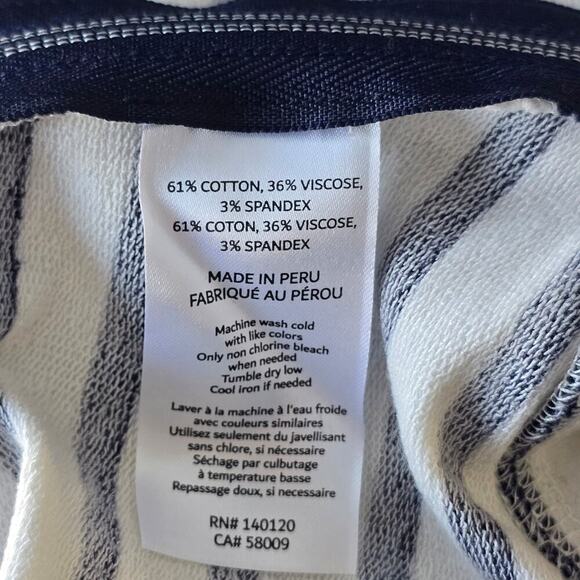 61% COTTON, 36% VISCOSE,
3% SPANDEX
61% COTON, 36% VISCOSE,
3% SPANDEX
MADE IN PERU
FABRIQUÉ AU PÉROU
Machine wash cold
with like colors
Only non chlorine bleach
when needed
Tumble dry low
Cool iron if needed
Laver à la machine à l'eau froide
avec couleurs similaires
Utilisez seulement du javellisant
sans chlore, si nécessaire
Séchage par culbutage
à température basse
Repassage doux, si necessaire
RN# 140120
CA# 58009